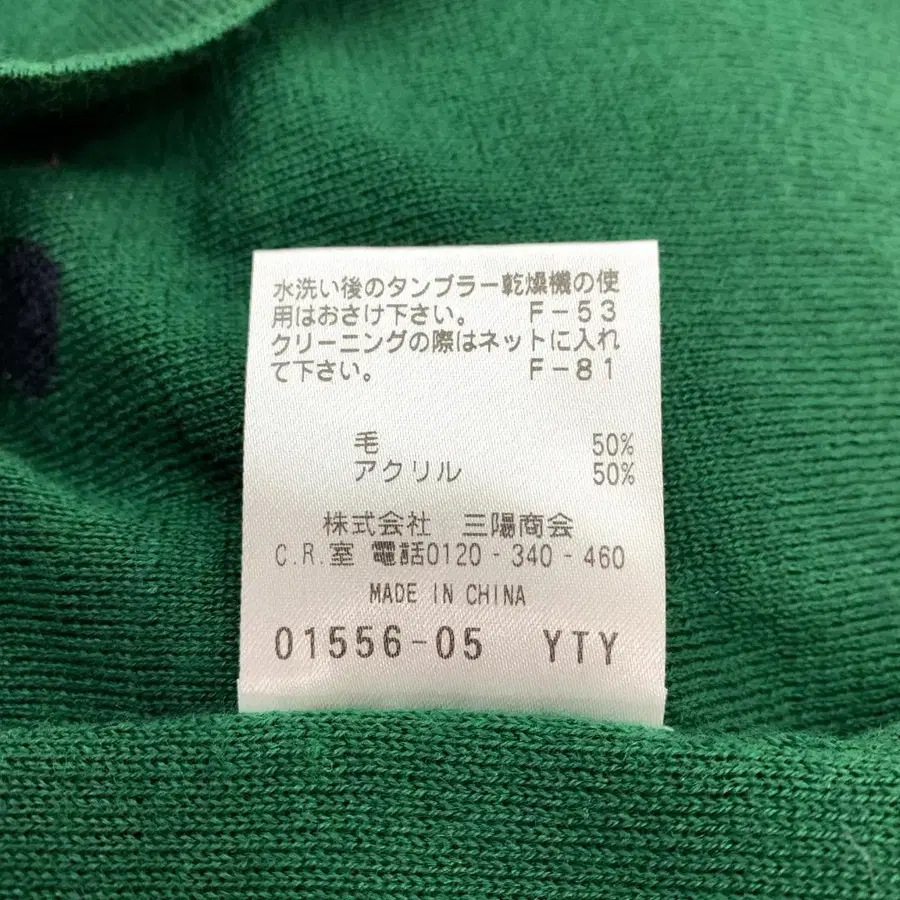 水洗い後のタンブラー乾燥機の使
用はおさけ下さい。 F-53
クリーニングの際はネットに入れ
て下さい。 F-81
毛 50%
アクリル 50%
株式会社 三陽商会
C.R.室 電話0120-340-460
MADE IN CHINA
01556-05 YTY